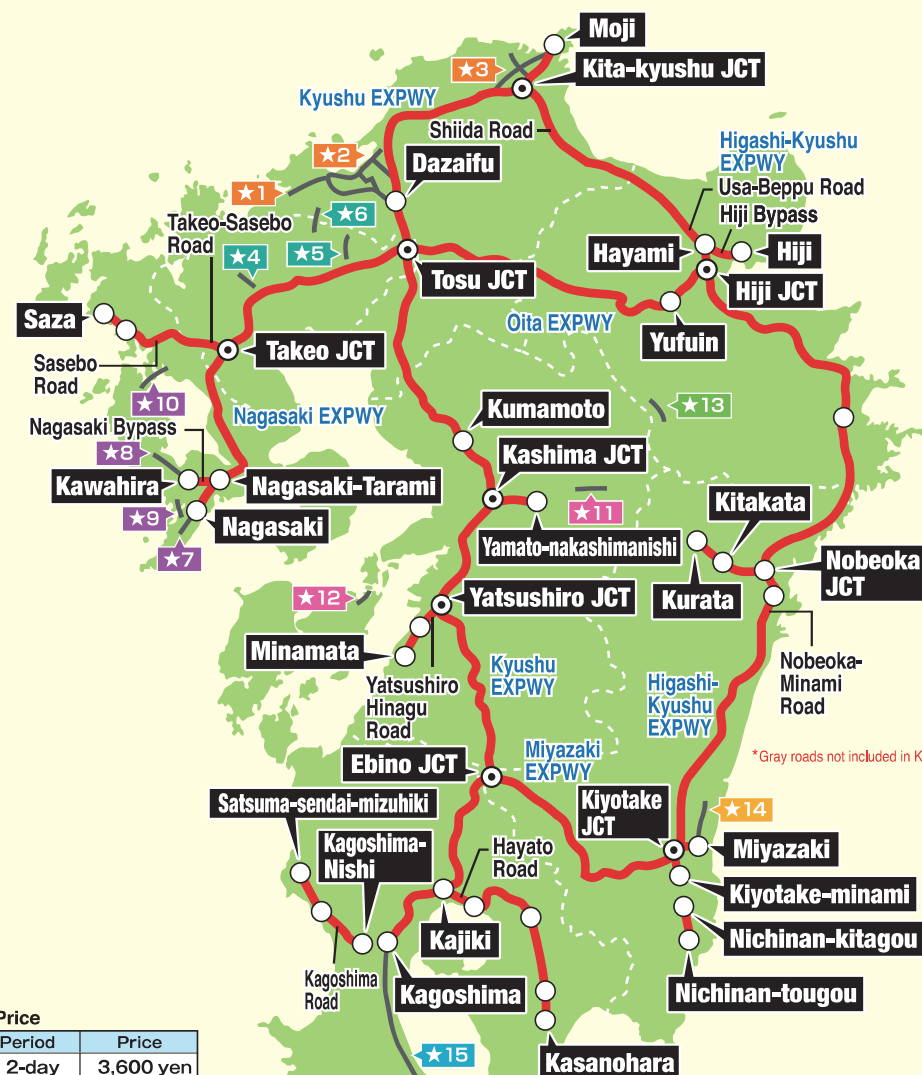 Moji
★3
Kita-kyushu JCT
Kyushu EXPWY
Shiida Road
Higashi-Kyushu
EXPWY
★2
Dazaifu
★1
Usa-Beppu Road
★6
Hiji Bypass
Takeo-Sasebo
Road
★5
★4
Hayami
Hiji
Tosu JCT
Hiji JCT
Saza
Oita EXPWY
Yufuin
Takeo JCT
Sasebo
Road
★10
★13
Nagasaki EXPWY
Kumamoto
Nagasaki Bypass
★8
Kashima JCT
Kawahira
Nagasaki-Tarami
Kitakata
★9
Nagasaki
★11
Yamato-nakashimanishi
★7
Nobeoka
JCT
Kurata
★12
Yatsushiro JCT
Minamata
Kyushu
EXPWY
Yatsushiro
Hinagu
Road
Higashi-
Kyushu
EXPWY
Nobeoka-
Minami
Road
*Gray roads not included in K
Ebino JCT
Miyazaki
EXPWY
Satsuma-sendai-mizuhiki
Kiyotake
JCT
★14
Kagoshima-
Nishi
Hayato
Road
Miyazaki
Kiyotake-minami
Kajiki
Nichinan-kitagou
Kagoshima
Road
Kagoshima
Nichinan-tougou
Price
Period Price
2-day 3,600 yen
★15
Kasanohara